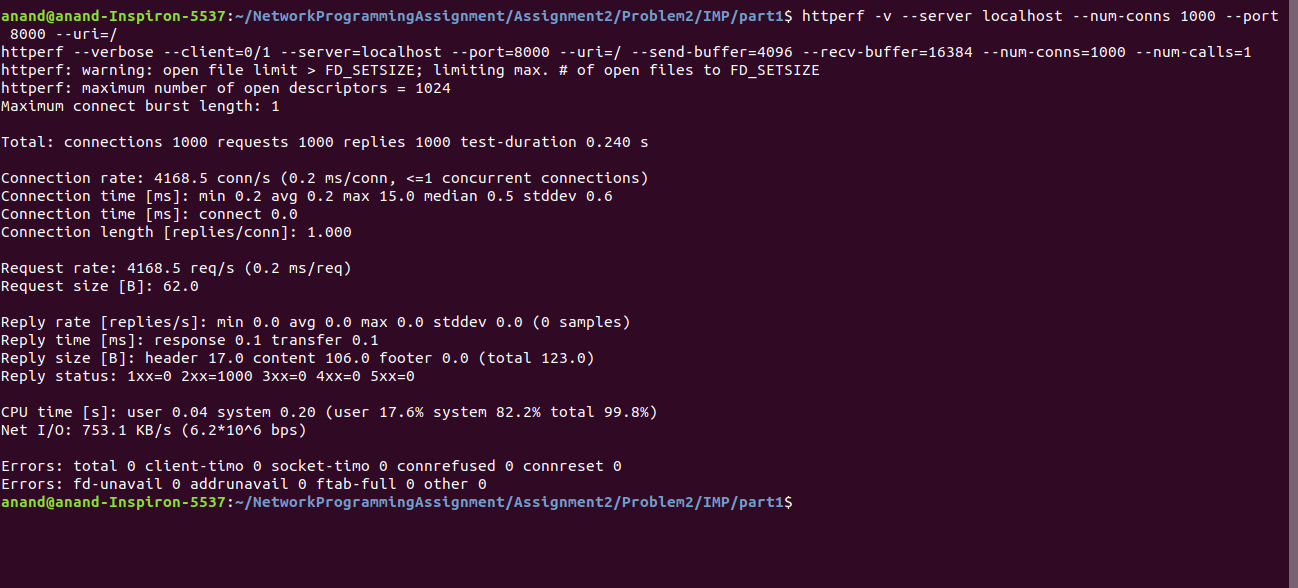 anand@anand-Inspiron-5537:~/NetworkProgrammingAssignment/Assignment2/Problem2/IMP/part1$ httperf -v --server localhost --num-conns 1000 --port
 8000 --uri=/
httperf --verbose --client=0/1 --server=localhost --port=8000 --uri=/ --send-buffer=4096 --recv-buffer=16384 --num-conns=1000 --num-calls=1
httperf: warning: open file limit > FD_SETSIZE; limiting max. # of open files to FD_SETSIZE
httperf: maximum number of open descriptors = 1024
Maximum connect burst length: 1

Total: connections 1000 requests 1000 replies 1000 test-duration 0.240 s

Connection rate: 4168.5 conn/s (0.2 ms/conn, <=1 concurrent connections)
Connection time [ms]: min 0.2 avg 0.2 max 15.0 median 0.5 stddev 0.6
Connection time [ms]: connect 0.0
Connection length [replies/conn]: 1.000

Request rate: 4168.5 req/s (0.2 ms/req)
Request size [B]: 62.0

Reply rate [replies/s]: min 0.0 avg 0.0 max 0.0 stddev 0.0 (0 samples)
Reply time [ms]: response 0.1 transfer 0.1
Reply size [B]: header 17.0 content 106.0 footer 0.0 (total 123.0)
Reply status: 1xx=0 2xx=1000 3xx=0 4xx=0 5xx=0

CPU time [s]: user 0.04 system 0.20 (user 17.6% system 82.2% total 99.8%)
Net I/O: 753.1 KB/s (6.2*10^6 bps)

Errors: total 0 client-timo 0 socket-timo 0 connrefused 0 connreset 0
Errors: fd-unavail 0 addrunavail 0 ftab-full 0 other 0
anand@anand-Inspiron-5537:~/NetworkProgrammingAssignment/Assignment2/Problem2/IMP/part1$